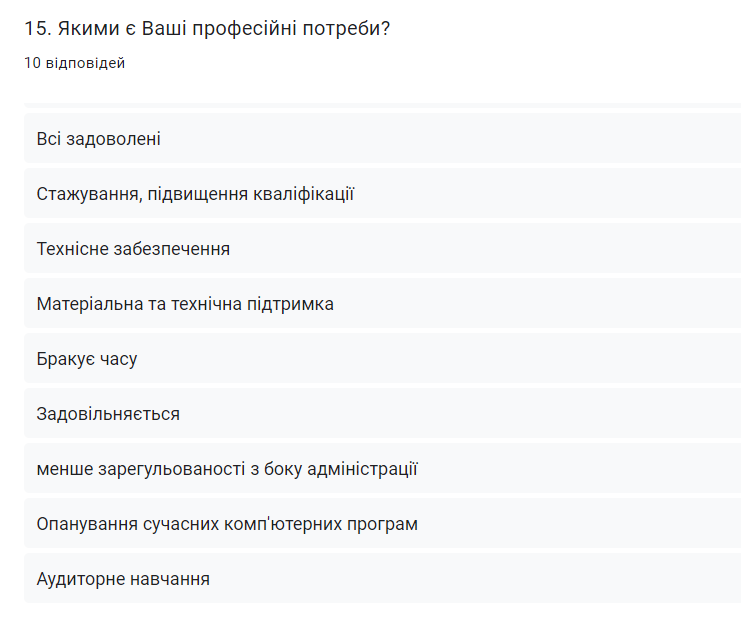 15. Якими є Ваші професійні потреби?
10 відповідей
Всі задоволені
Стажування, підвищення кваліфікації
Технісне забезпечення
Матеріальна та технічна підтримка
Бракує часу
Задовільняється
менше зарегульованості з боку адміністрації
Опанування сучасних комп'ютерних програм
Аудиторне навчання